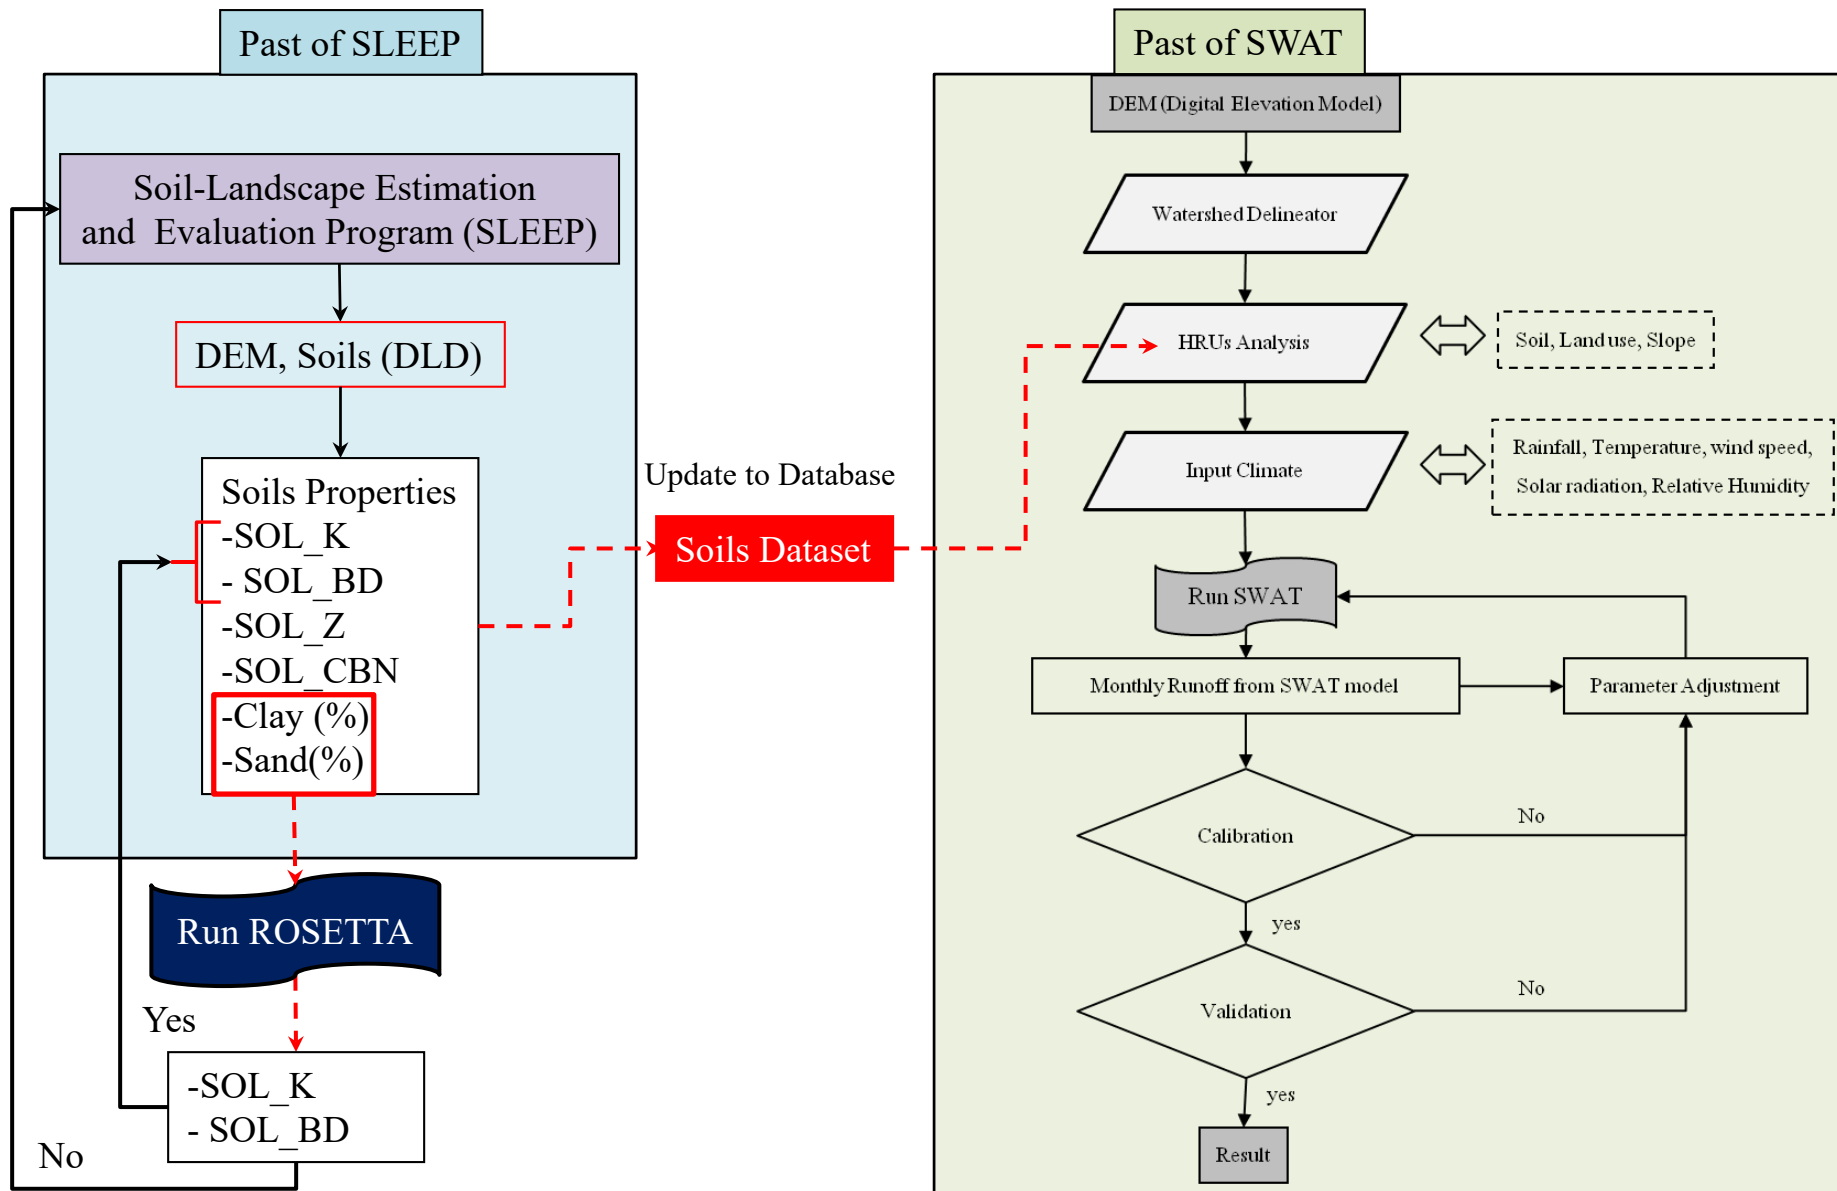 Past of SLEEP
Soil-Landscape Estimation
and Evaluation Program (SLEEP)
DEM, Soils (DLD)
Soils Properties
-SOL_K
- SOL_BD
-SOL_Z
-SOL_CBN
-Clay (%)
-Sand(%)
Run ROSETTA
Yes
-SOL_K
- SOL_BD
No
Update to Database
Soils Dataset
Past of SWAT
DEM (Digital Elevation Model)
Watershed Delineator
HRUs Analysis
Soil, Land use, Slope
Input Climate
Rainfall, Temperature, wind speed,
Solar radiation, Relative Humidity
Run SWAT
Monthly Runoff from SWAT model
Parameter Adjustment
Calibration
No
yes
Validation
No
yes
Result